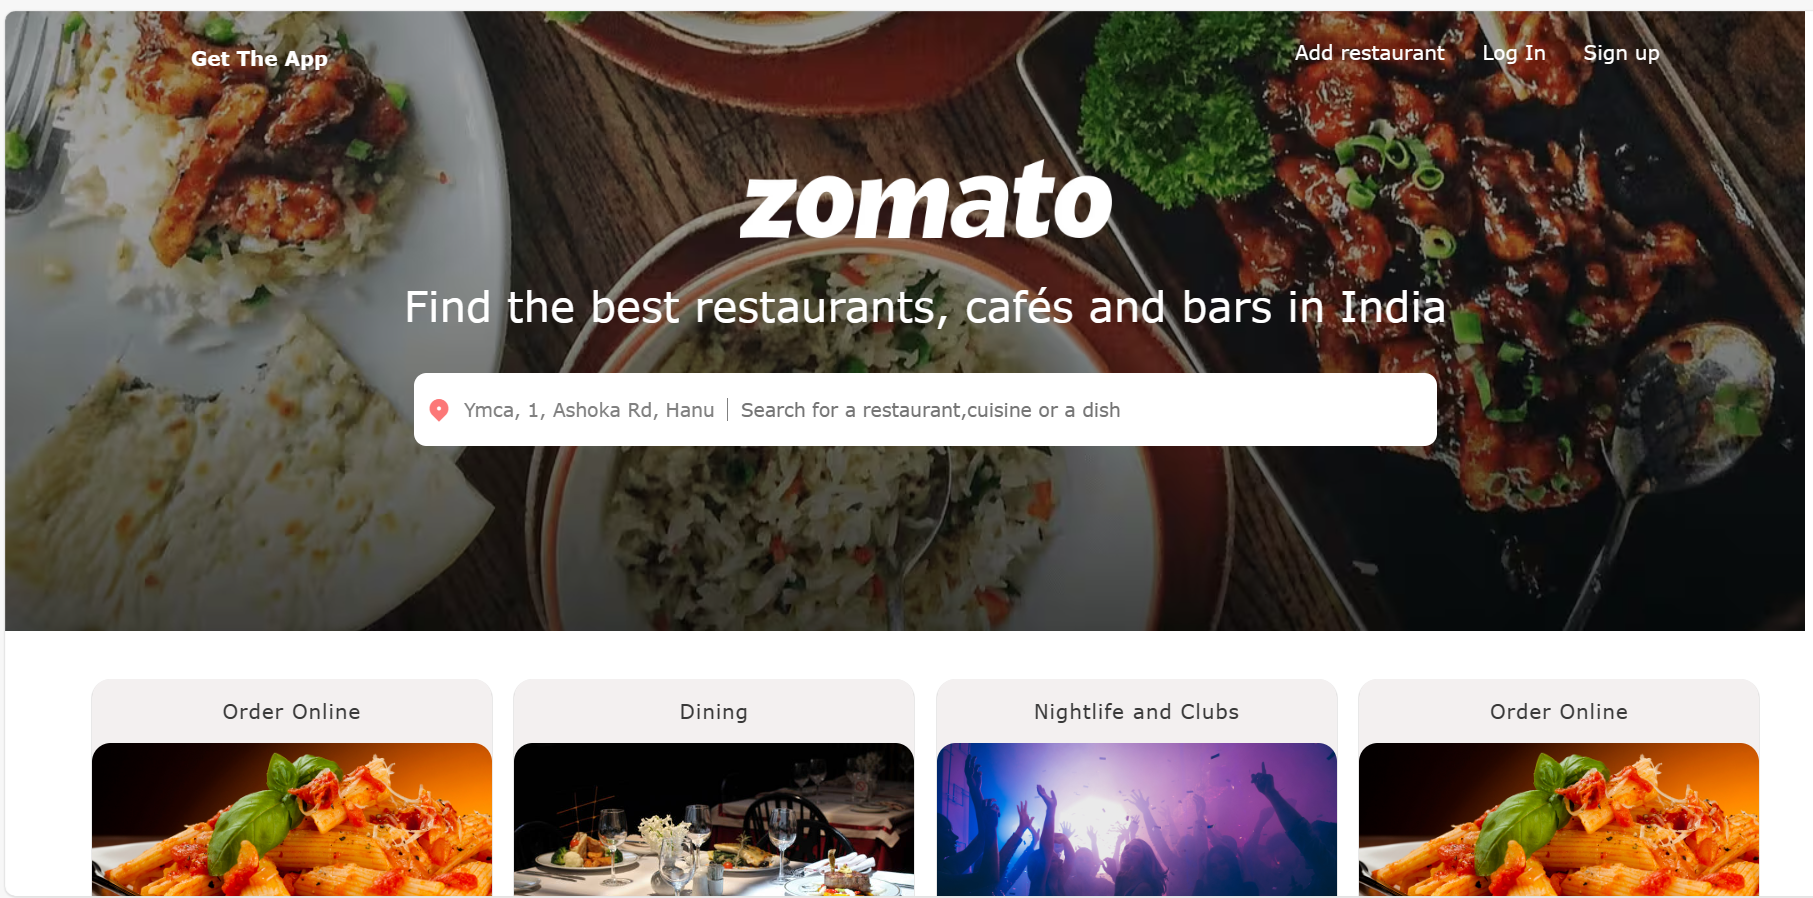 Get The App
Add restaurant
Log In
Sign up
zomato
Find the best restaurants, cafés and bars in India
Ymca, 1, Ashoka Rd, Hanu
Search for a restaurant,cuisine or a dish
Order Online
Dining
Nightlife and Clubs
Order Online